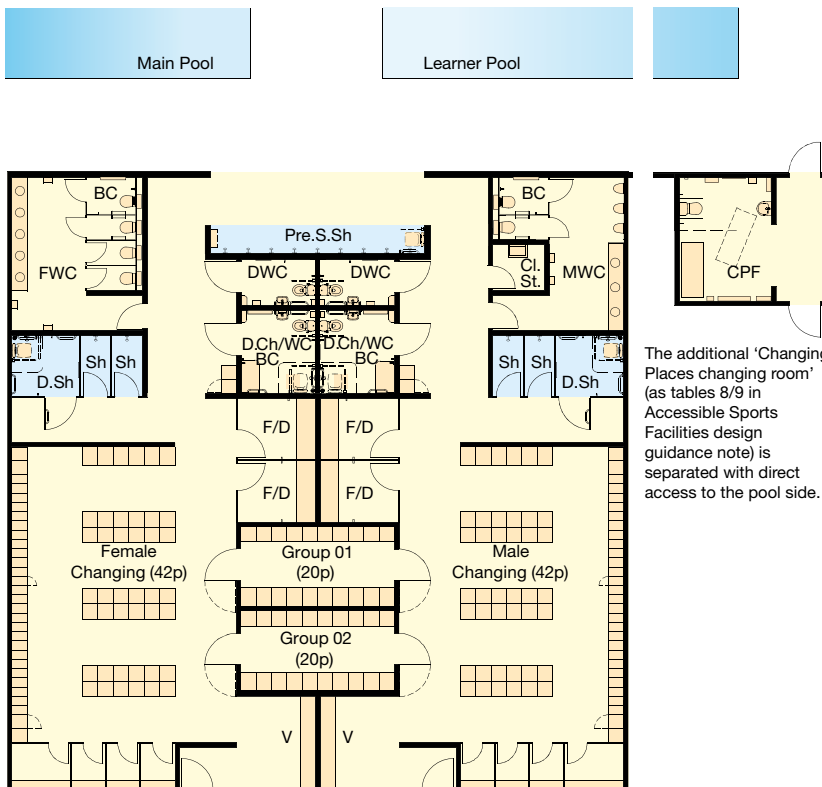 Main Pool
Learner Pool
BC
FWC
Pre.S.Sh
DWC
DWC
BC
Cl.
St.
MWC
CPF
D.Ch/WC
BC
D.Ch/WC
BC
D.Sh
Sh
Sh
Sh
Sh
D.Sh
The additional ‘Changing
Places changing room’
(as tables 8/9 in
Accessible Sports
Facilities design
guidance note) is
separated with direct
access to the pool side.
F/D
F/D
F/D
F/D
Female
Changing (42p)
Group 01
(20p)
Male
Changing (42p)
Group 02
(20p)
V
V